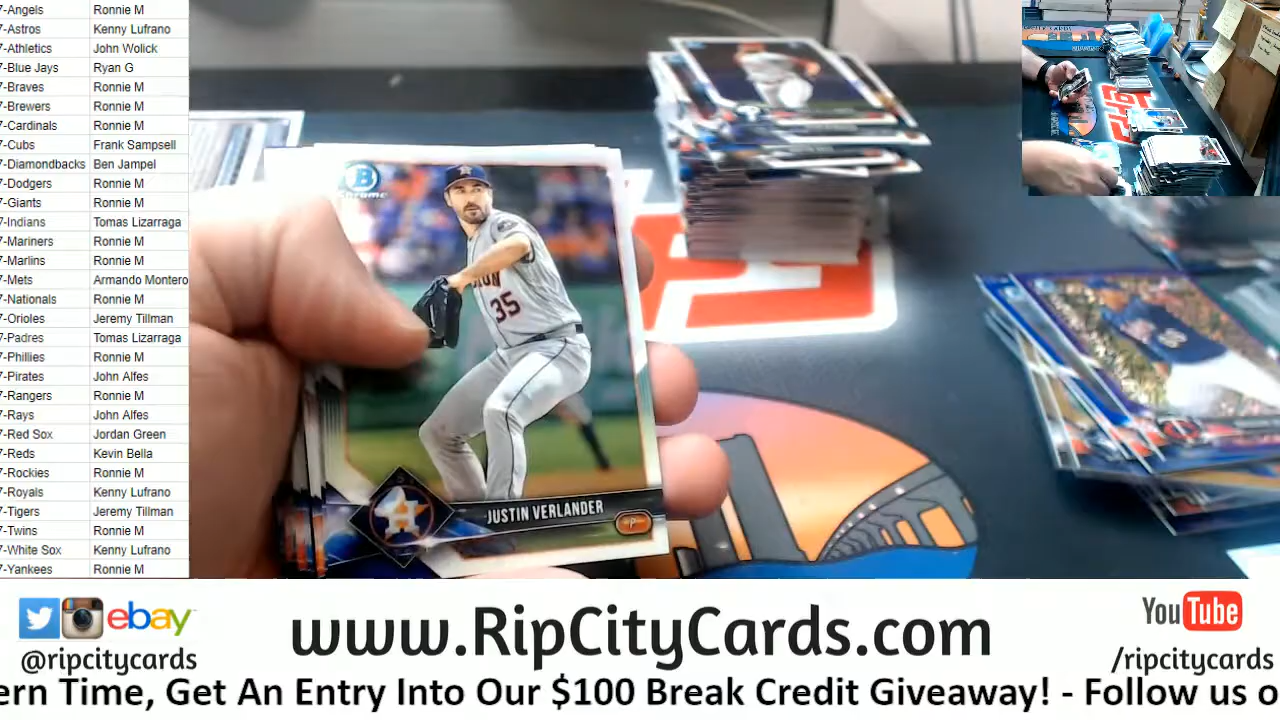 7-Angels Ronnie M
7-Astros Kenny Lufrano
7-Athletics John Wolick
7-Blue Jays Ryan G
7-Braves Ronnie M
7-Brewers Ronnie M
7-Cardinals Ronnie M
7-Cubs Frank Sampsell
7-Diamondbacks Ben Jampel
7-Dodgers Ronnie M
7-Giants Ronnie M
7-Indians Tomas Lizarraga
7-Mariners Ronnie M
7-Marlins Ronnie M
7-Mets Armando Montero
7-Nationals Ronnie M
7-Orioles Jeremy Tillman
7-Padres Tomas Lizarraga
7-Phillies Ronnie M
7-Pirates John Alfes
7-Rangers Ronnie M
7-Rays John Alfes
7-Red Sox Jordan Green
7-Reds Kevin Bella
7-Rockies Ronnie M
7-Royals Kenny Lufrano
7-Tigers Jeremy Tillman
7-Twins Ronnie M
7-White Sox Kenny Lufrano
7-Yankees Ronnie M
B
Chrome
35
JUSTIN VERLANDER
P
ebay
@ripcitycards
www.RipCityCards.com
YouTube
/ripcitycards
ern Time, Get An Entry Into Our $100 Break Credit Giveaway! - Follow us o